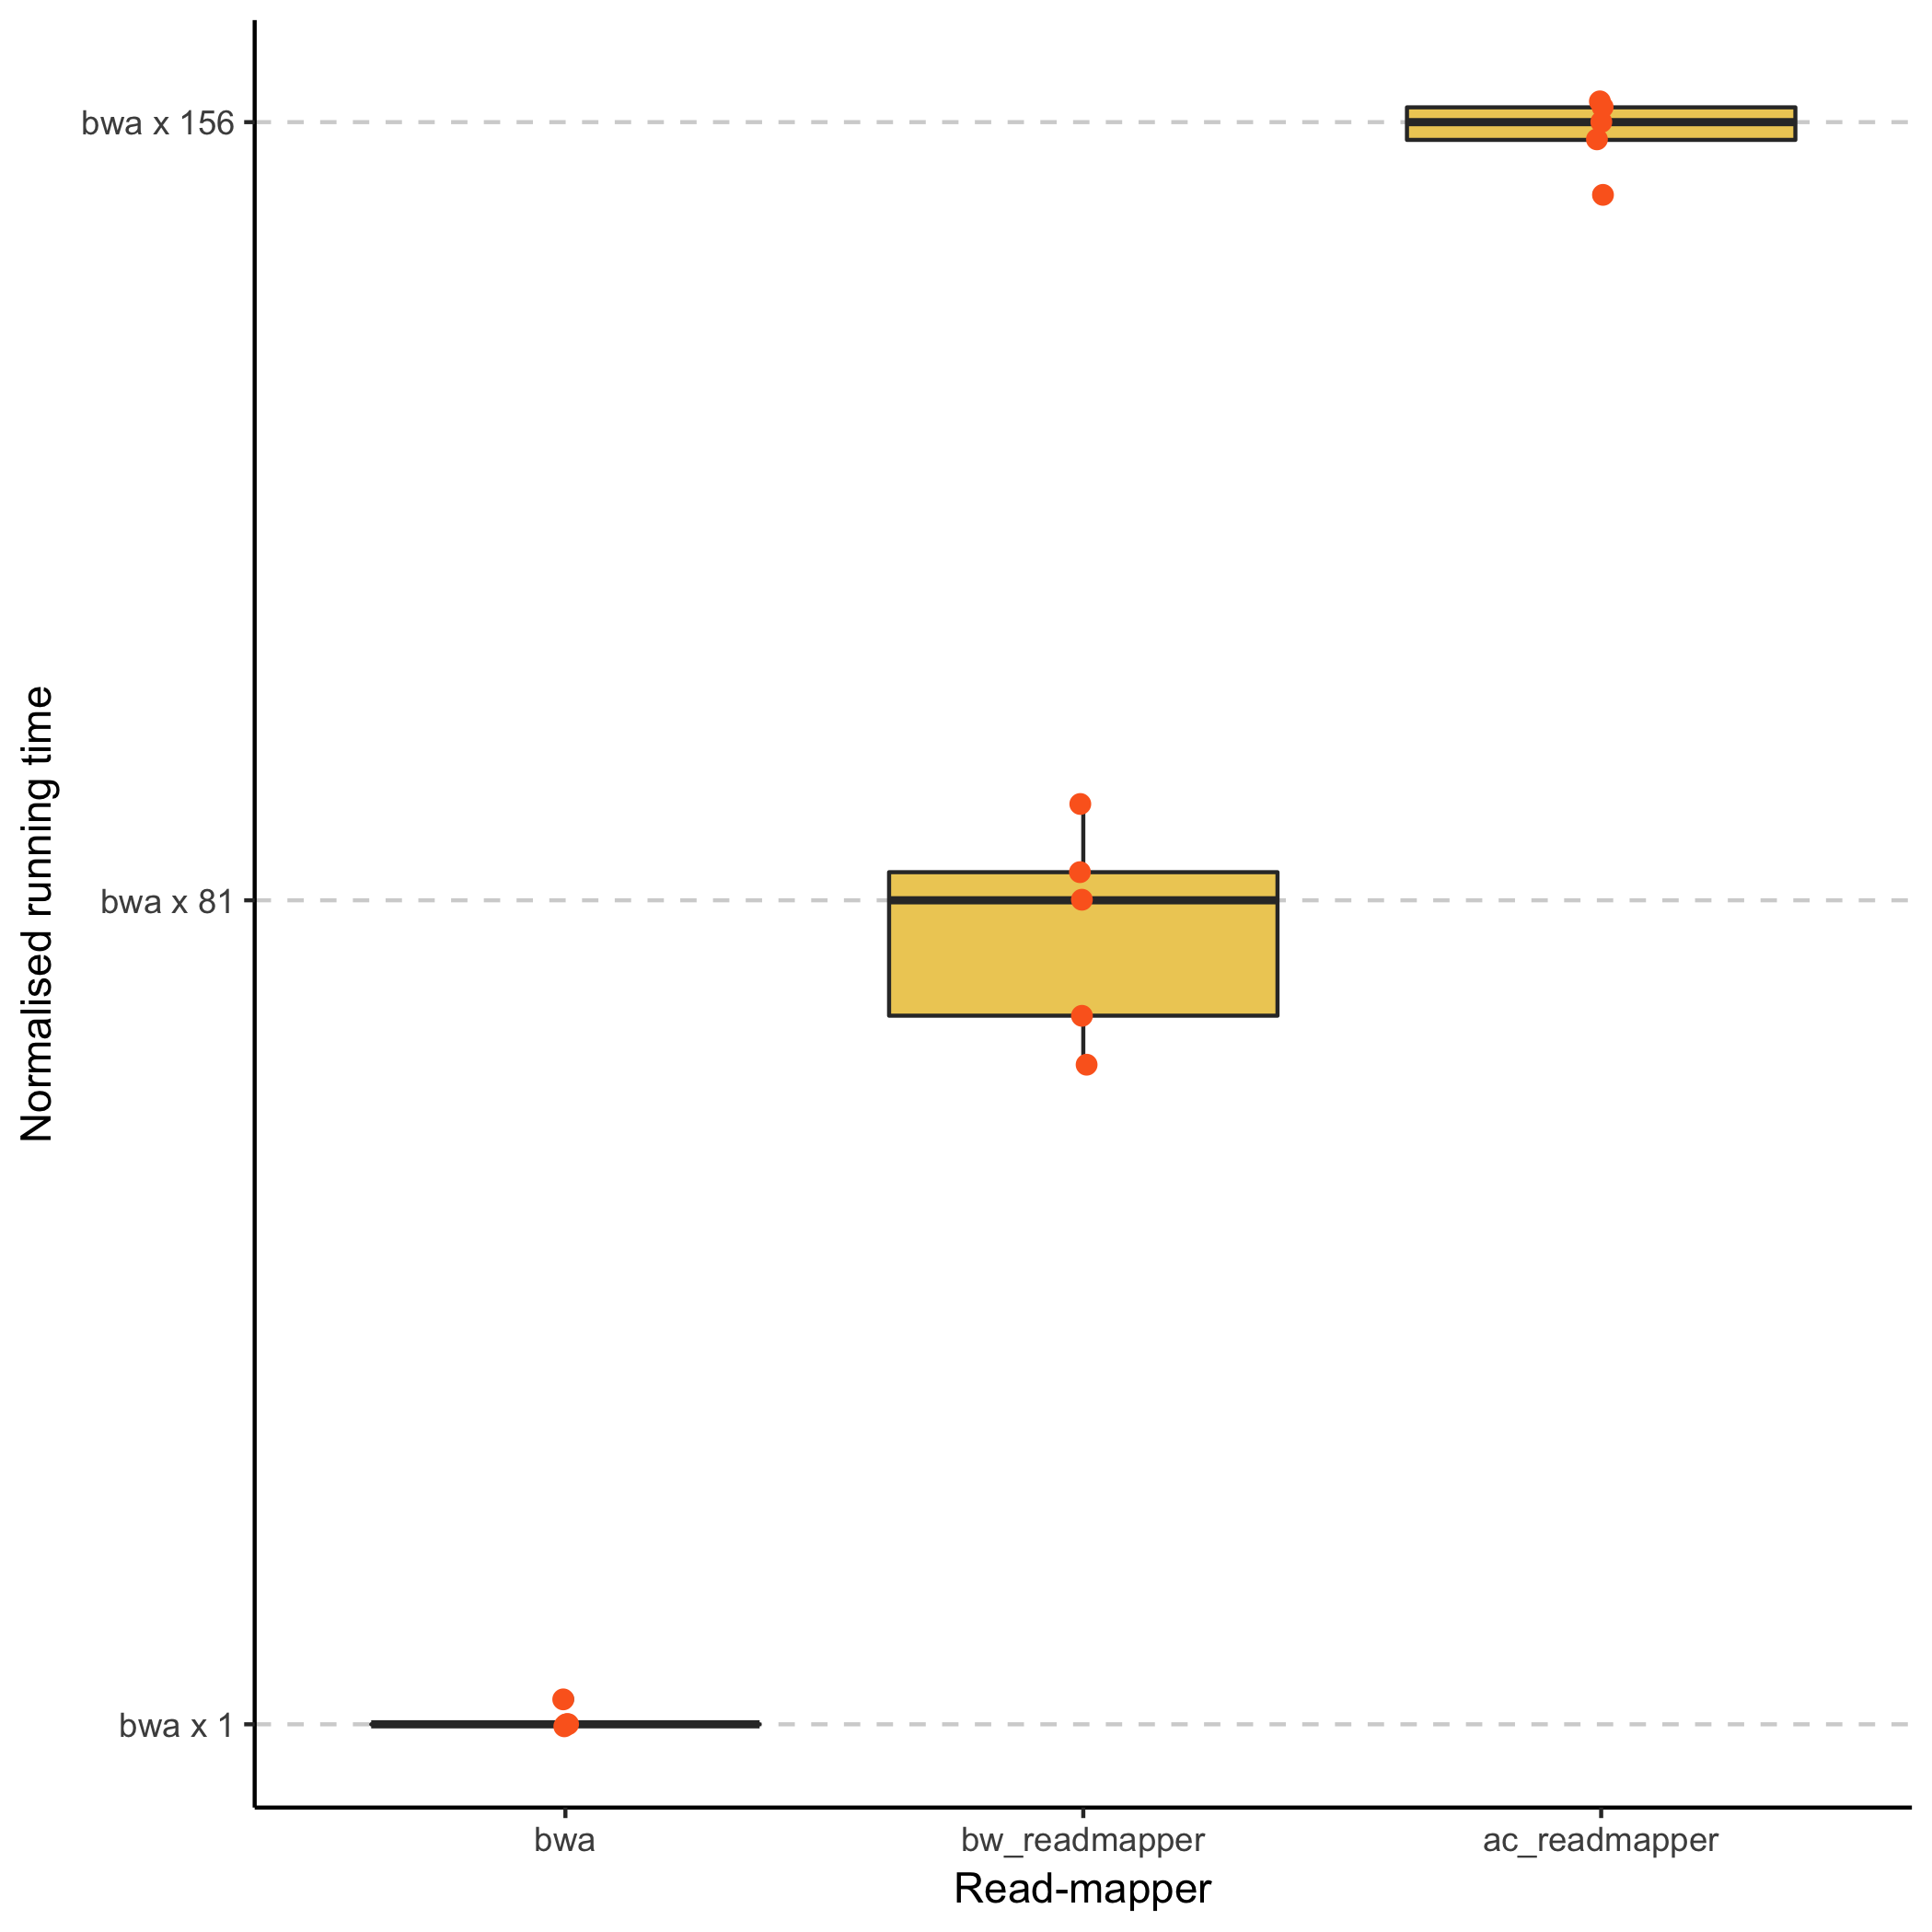 Normalised running time
bwa x 156
bwa x 81
bwa x 1
bwa
bw_readmapper
ac_readmapper
Read-mapper